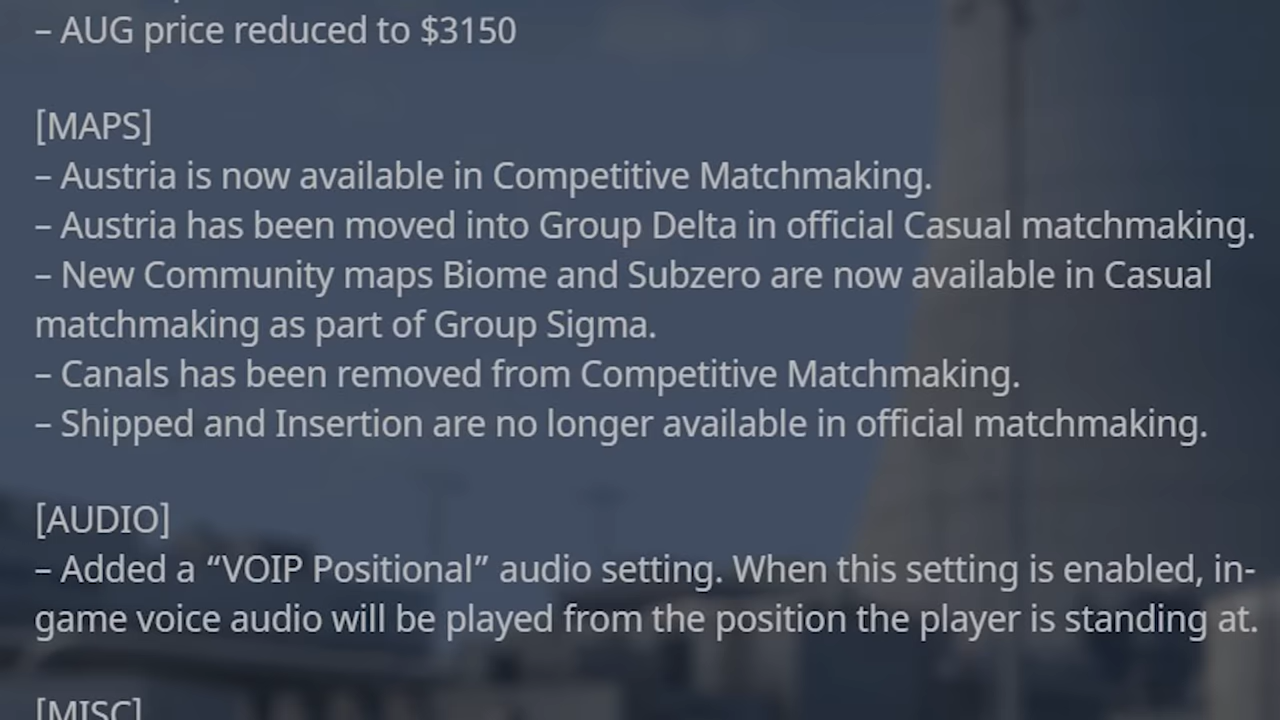 – AUG price reduced to $3150
[MAPS]
– Austria is now available in Competitive Matchmaking.
– Austria has been moved into Group Delta in official Casual matchmaking.
– New Community maps Biome and Subzero are now available in Casual
matchmaking as part of Group Sigma.
– Canals has been removed from Competitive Matchmaking.
– Shipped and Insertion are no longer available in official matchmaking.
[AUDIO]
– Added a “VOIP Positional” audio setting. When this setting is enabled, in-
game voice audio will be played from the position the player is standing at.
[MISC]